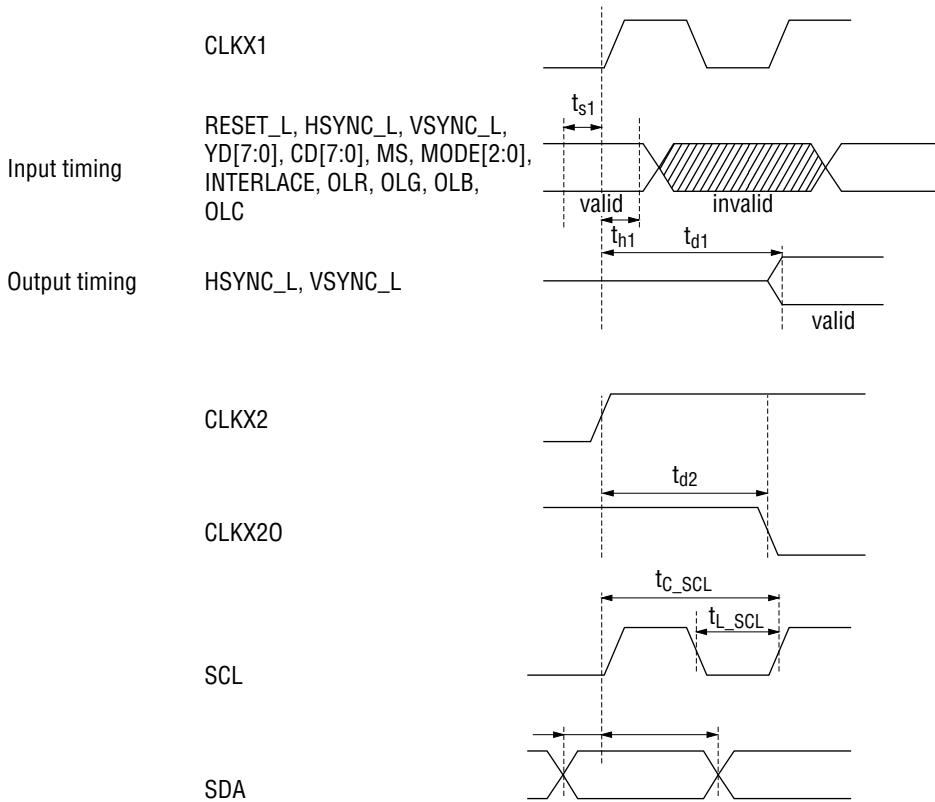 CLKX1
t_s1
Input timing
RESET_L, HSYNC_L, VSYNC_L,
YD[7:0], CD[7:0], MS, MODE[2:0],
INTERLACE, OLR, OLG, OLB,
OLC
valid
invalid
t_h1
t_d1
Output timing
HSYNC_L, VSYNC_L
valid
CLKX2
t_d2
CLKX2O
t_C_SCL
t_L_SCL
SCL
SDA